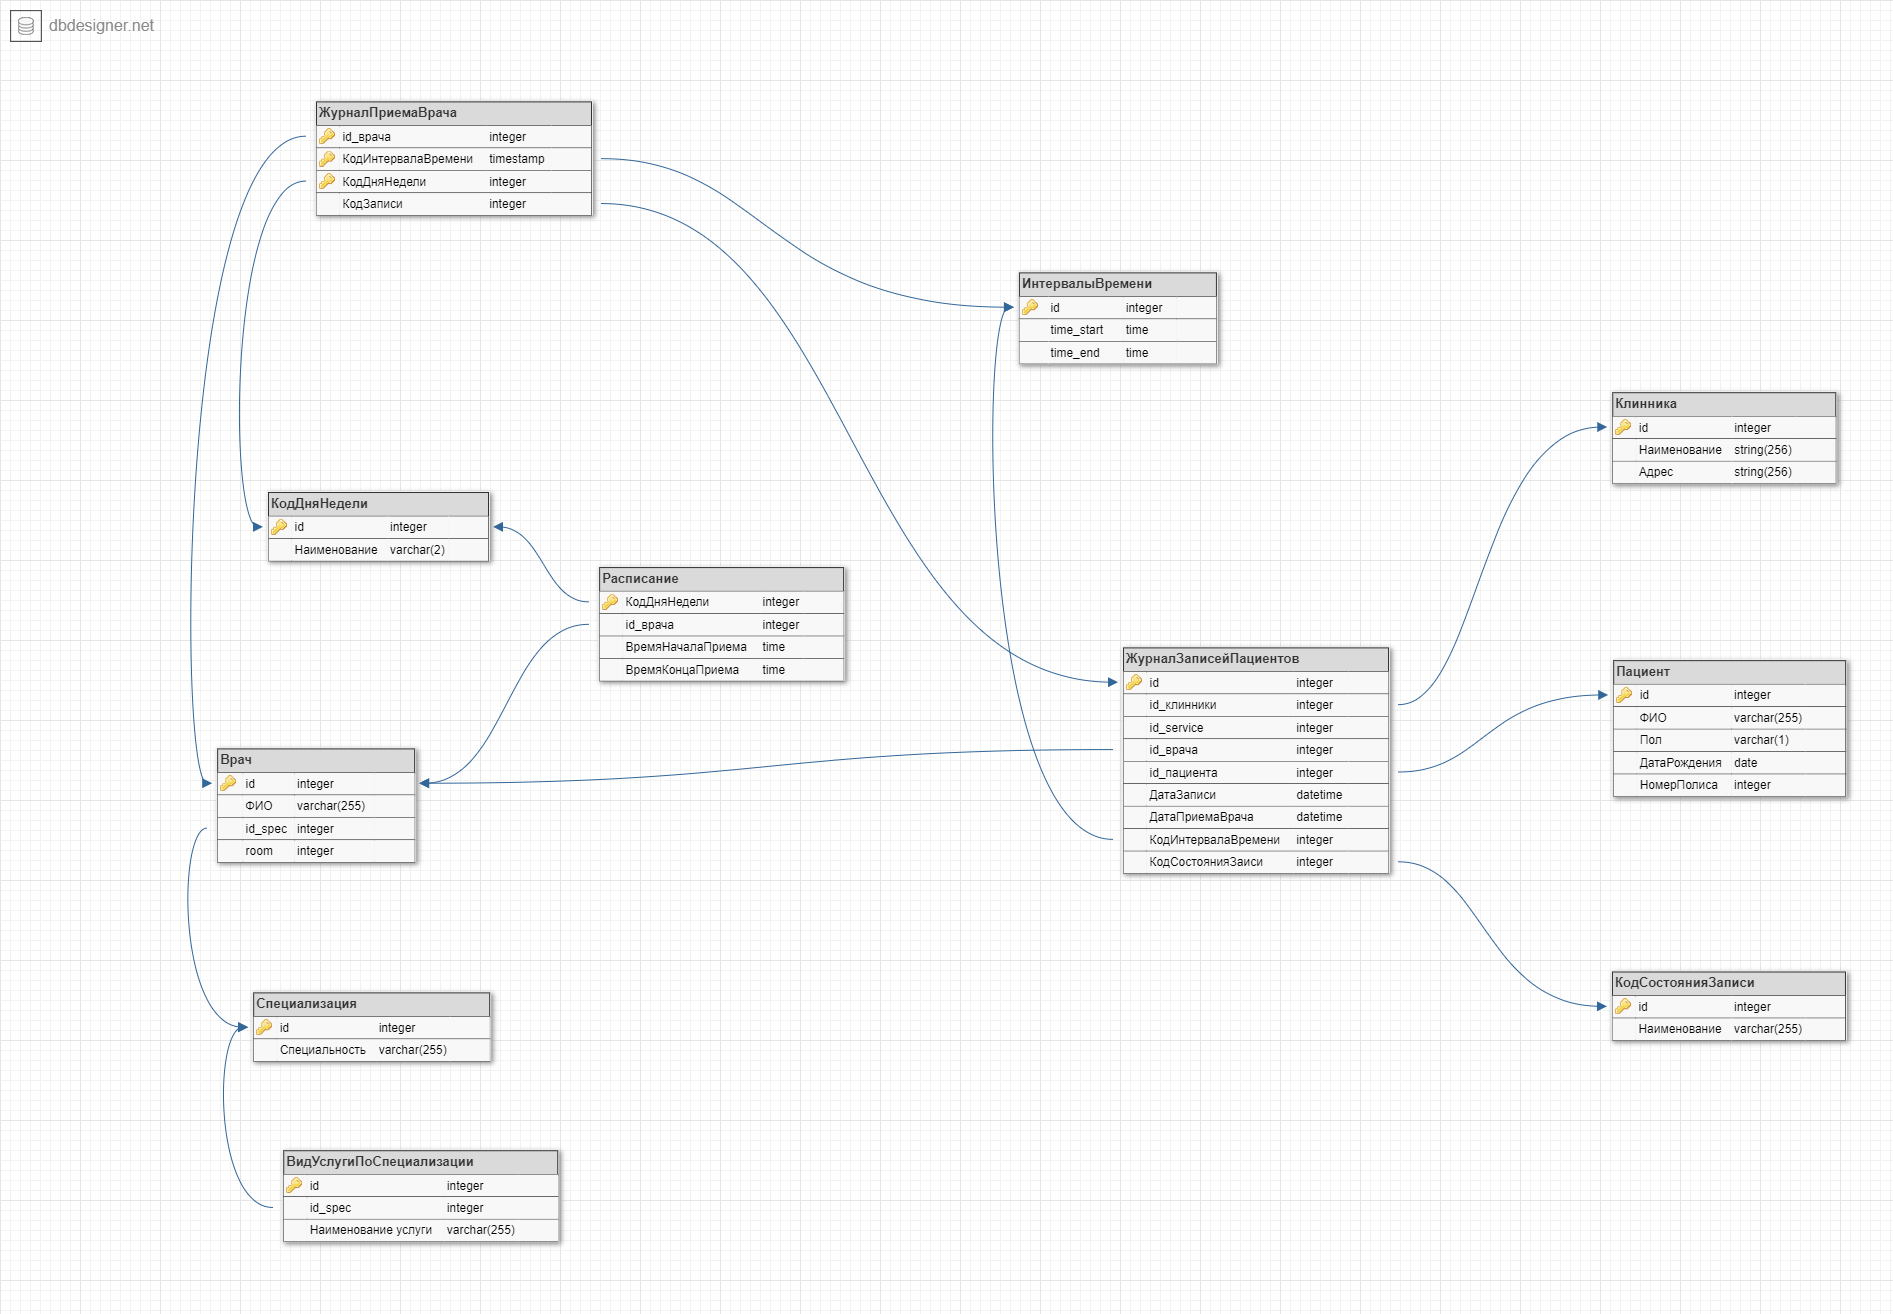 dbdesigner.net
ЖурналПриемаВрача
id_врача integer
КодИнтервалаВремени timestamp
КодДняНедели integer
КодЗаписи integer
ИнтервалыВремени
id integer
time_start time
time_end time
Клинника
id integer
Наименование string(256)
Адрес string(256)
КодДняНедели
id integer
Наименование varchar(2)
Расписание
КодДняНедели integer
id_врача integer
ВремяНачалаПриема time
ВремяКонцаПриема time
ЖурналЗаписейПациентов
id integer
id_клинники integer
id_service integer
id_врача integer
id_пациента integer
ДатаЗаписи datetime
ДатаПриемаВрача datetime
КодИнтервалаВремени integer
КодСостоянияЗаиси integer
Пациент
id integer
ФИО varchar(255)
Пол varchar(1)
ДатаРождения date
НомерПолиса integer
Врач
id integer
ФИО varchar(255)
id_spec integer
room integer
КодСостоянияЗаписи
id integer
Наименование varchar(255)
Специализация
id integer
Специальность varchar(255)
ВидУслугиПоСпециализации
id integer
id_spec integer
Наименование услуги varchar(255)